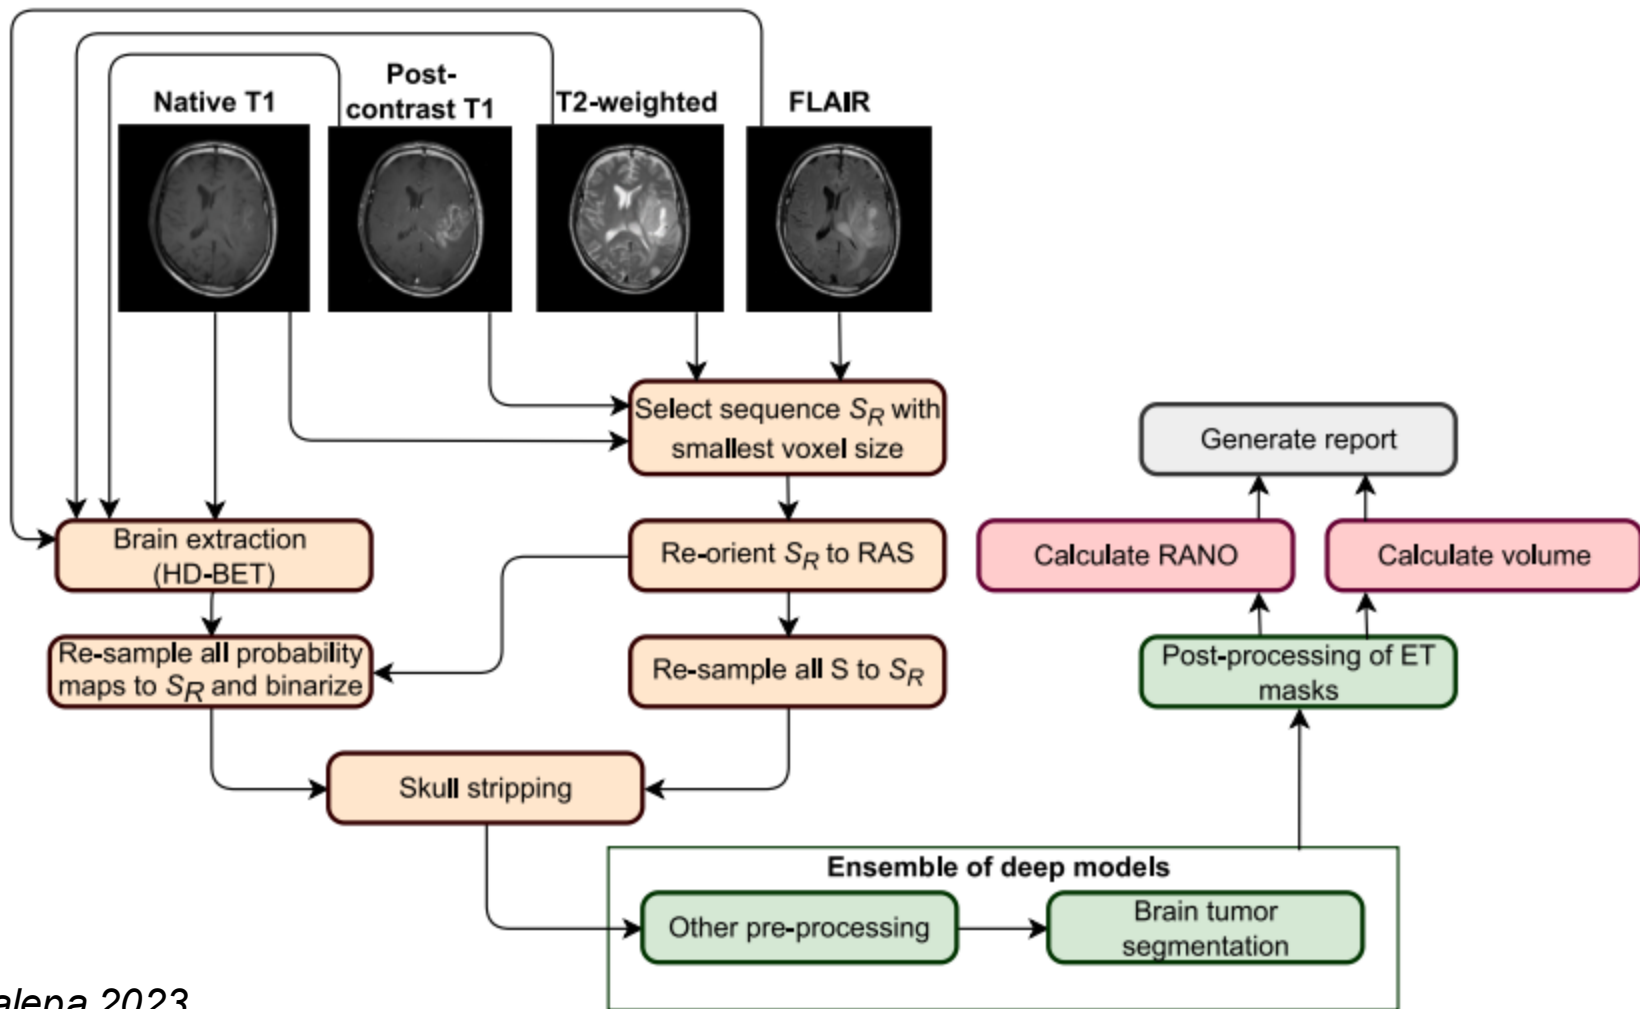 Native T1
Post-
contrast T1
T2-weighted
FLAIR
Select sequence S_R with
smallest voxel size
Generate report
Brain extraction
(HD-BET)
Re-orient S_R to RAS
Calculate RANO
Calculate volume
Re-sample all probability
maps to S_R and binarize
Re-sample all S to S_R
Post-processing of ET
masks
Skull stripping
Ensemble of deep models
Other pre-processing
Brain tumor
segmentation
2023